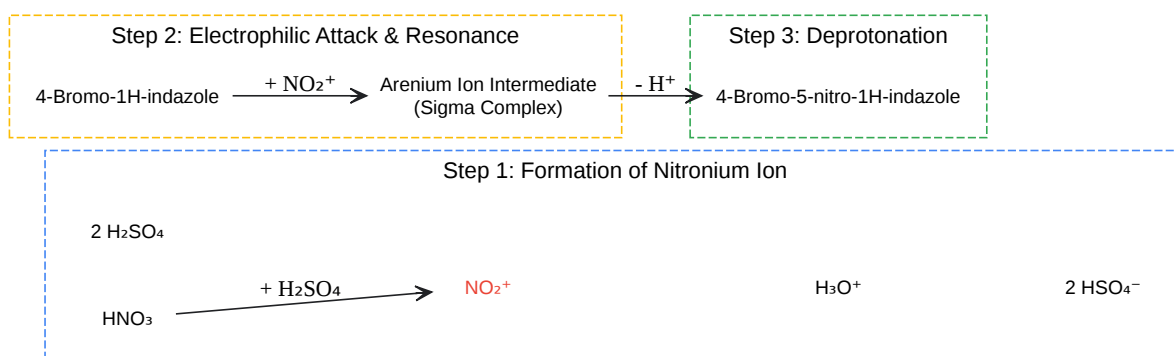 Step 2: Electrophilic Attack & Resonance
4-Bromo-1H-indazole
+ NO₂⁺
Arenium Ion Intermediate
(Sigma Complex)
- H⁺
Step 3: Deprotonation
4-Bromo-5-nitro-1H-indazole
Step 1: Formation of Nitronium Ion
2 H₂SO₄
HNO₃
+ H₂SO₄
NO₂⁺
H₃O⁺
2 HSO₄⁻